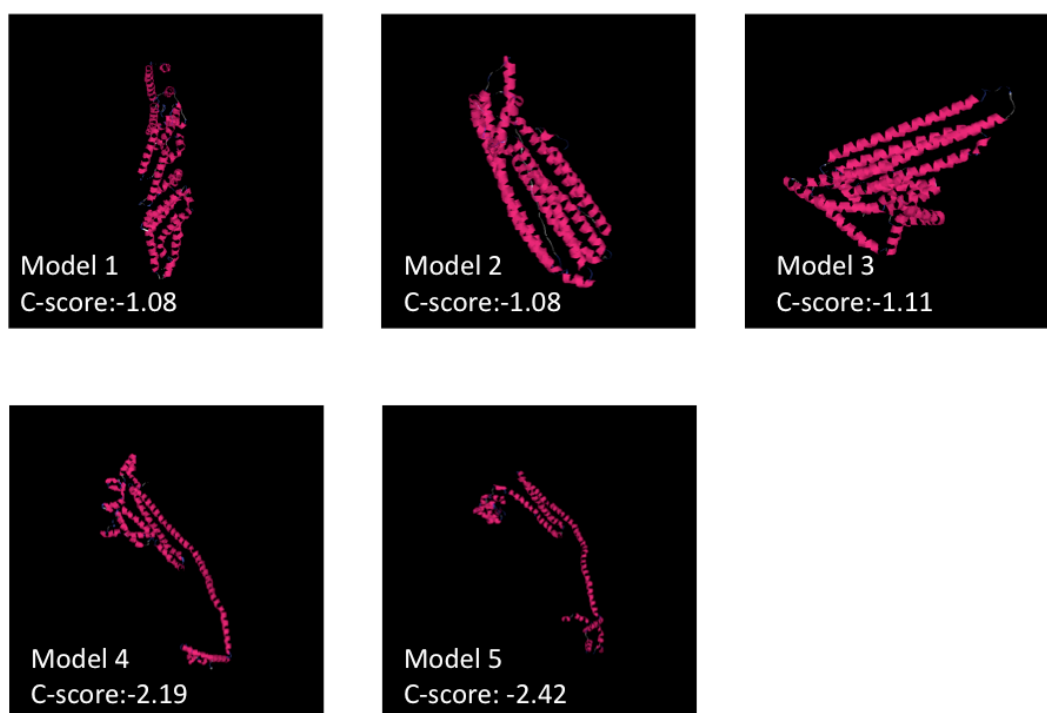 Model 1
C-score:-1.08
Model 2
C-score:-1.08
Model 3
C-score:-1.11
Model 4
C-score:-2.19
Model 5
C-score: -2.42